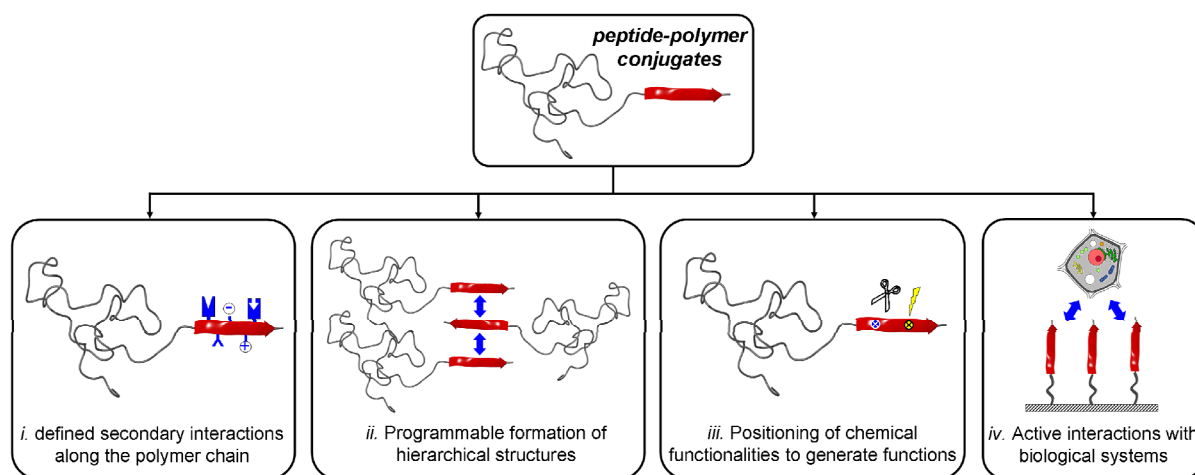 peptide-polymer
conjugates
i. defined secondary interactions
along the polymer chain
ii. Programmable formation of
hierarchical structures
iii. Positioning of chemical
functionalities to generate functions
iv. Active interactions with
biological systems